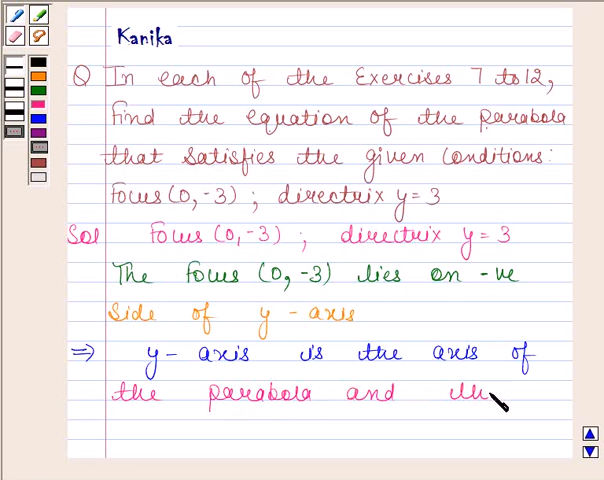 Kanika
Q In each of the Exercises 7 to 12,
find the equation of the parabola
that satisfies the given conditions:
Focus (0, -3) ; directrix y = 3
Sol Focus (0, -3) ; directrix y = 3
The focus (0, -3) lies on -ve
side of y - axis
⇒ y - axis is the axis of
the parabola and